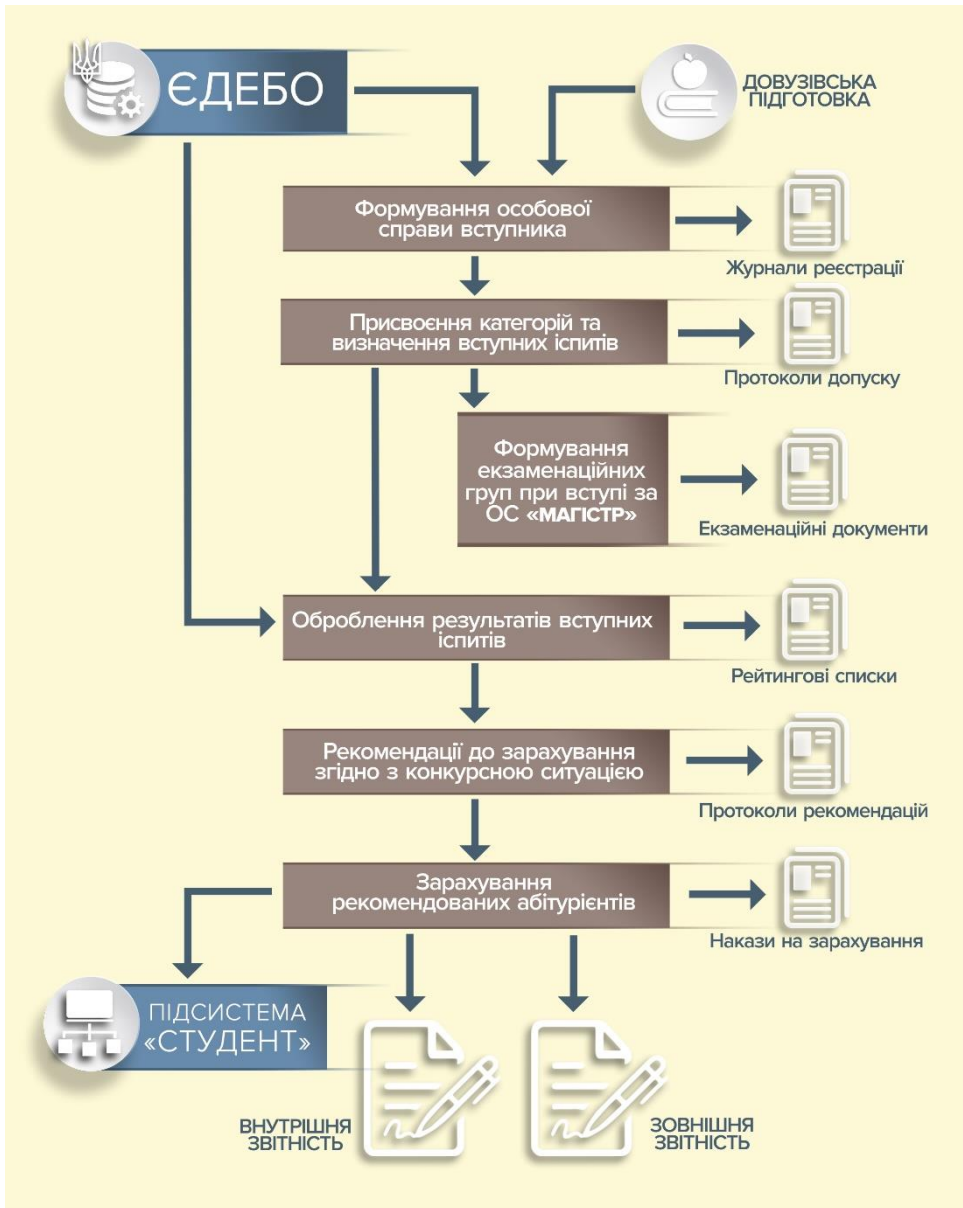 ЄДЕБО
ДОВУЗІВСЬКА
ПІДГОТОВКА
Формування особової
справи вступника
Журнали реєстрації
Присвоєння категорій та
визначення вступних іспитів
Протоколи допуску
Формування
екзаменаційних
груп при вступі за
ОС «МАГІСТР»
Екзаменаційні документи
Оброблення результатів вступних
іспитів
Рейтингові списки
Рекомендації до зарахування
згідно з конкурсною ситуацією
Протоколи рекомендацій
Зарахування
рекомендованих абітурієнтів
Накази на зарахування
ПІДСИСТЕМА
«СТУДЕНТ»
ВНУТРІШНЯ
ЗВІТНІСТЬ
ЗОВНІШНЯ
ЗВІТНІСТЬ